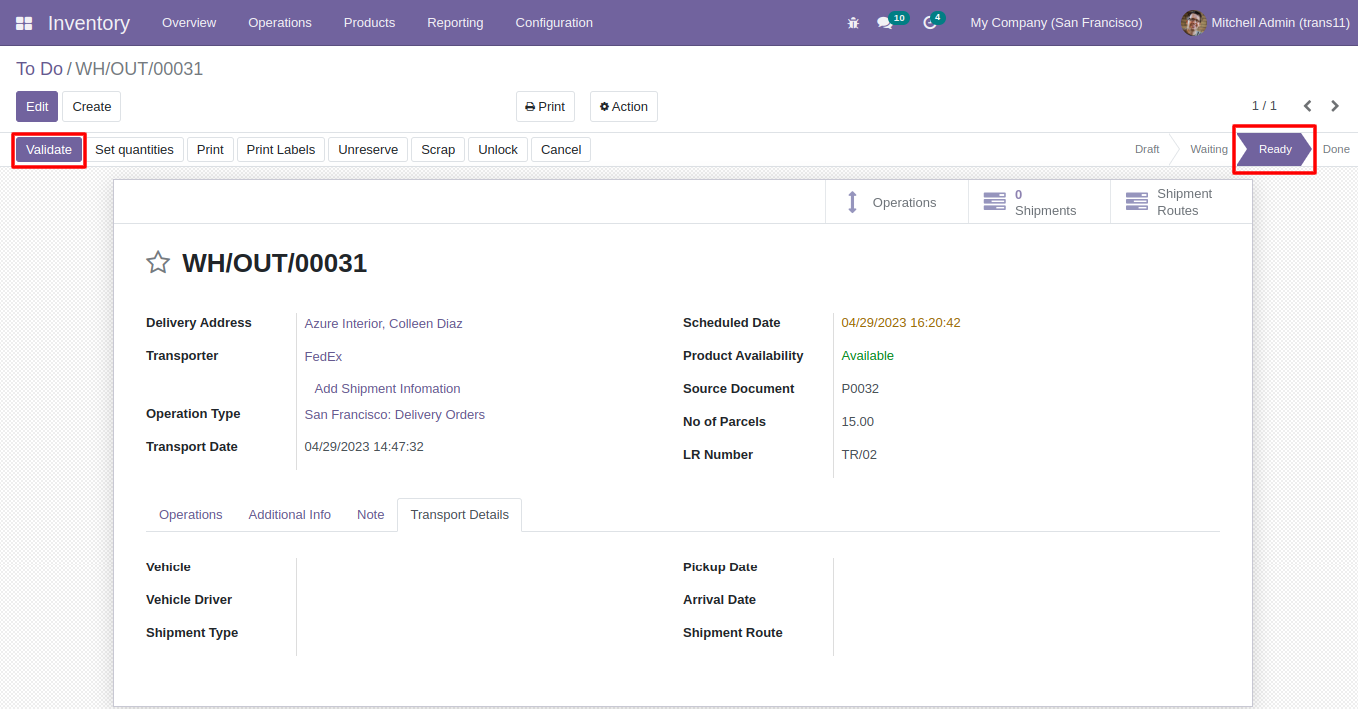 Inventory Overview Operations Products Reporting Configuration 10 4 My Company (San Francisco) Mitchell Admin (trans11)
To Do / WH/OUT/00031
Edit Create Print Action 1 / 1
Validate Set quantities Print Print Labels Unreserve Scrap Unlock Cancel Draft Waiting Ready Done
Operations
0
Shipments
Shipment
Routes
WH/OUT/00031
Delivery Address Azure Interior, Colleen Diaz
Transporter FedEx
Add Shipment Infomation
Operation Type San Francisco: Delivery Orders
Transport Date 04/29/2023 14:47:32
Scheduled Date 04/29/2023 16:20:42
Product Availability Available
Source Document P0032
No of Parcels 15.00
LR Number TR/02
Operations Additional Info Note Transport Details
Vehicle
Vehicle Driver
Shipment Type
Pickup Date
Arrival Date
Shipment Route